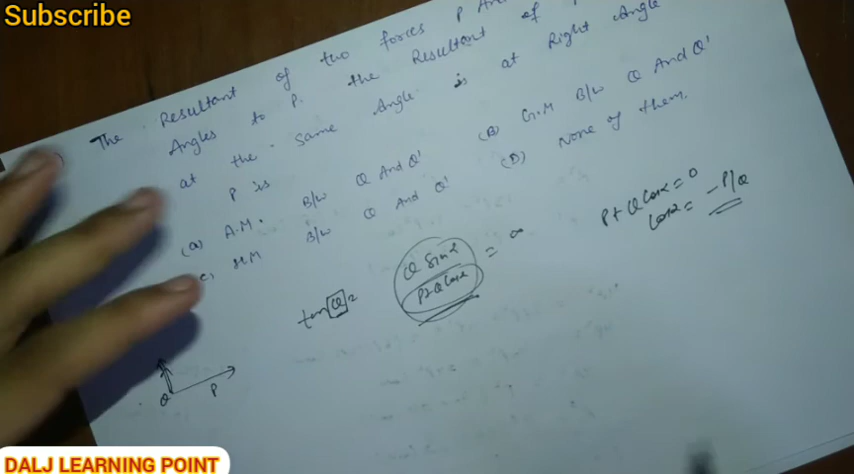 Subscribe
The Resultant of two forces P
Angles to P. the Resultant of
at the same Angle is at Right Angle
P is
(a) A.M. B/w Q And Q' (B) G.M B/w Q And Q'
H.M B/w Q And Q' (D) None of them.
tan Q = Q Sinα / P+Q Cosα = ∞
P+ Q Cosα = 0
Cosα = -P/Q
Q P
DALJ LEARNING POINT